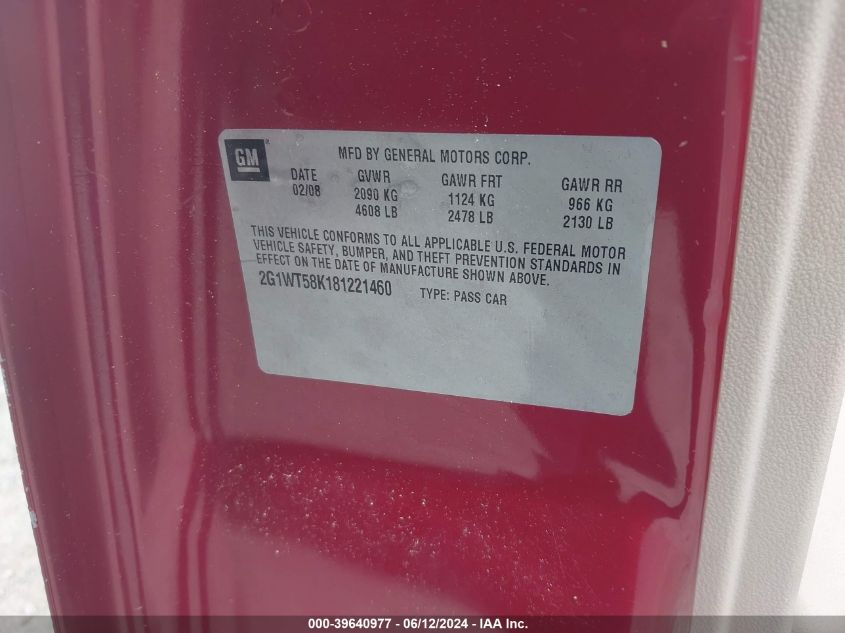 GM
MFD BY GENERAL MOTORS CORP.
DATE GVWR GAWR FRT GAWR RR
02/08 2090 KG 1124 KG 966 KG
4608 LB 2478 LB 2130 LB
THIS VEHICLE CONFORMS TO ALL APPLICABLE U.S. FEDERAL MOTOR
VEHICLE SAFETY, BUMPER, AND THEFT PREVENTION STANDARDS IN
EFFECT ON THE DATE OF MANUFACTURE SHOWN ABOVE.
2G1WT58K181221460 TYPE: PASS CAR
000-39640977 - 06/12/2024 - IAA Inc.